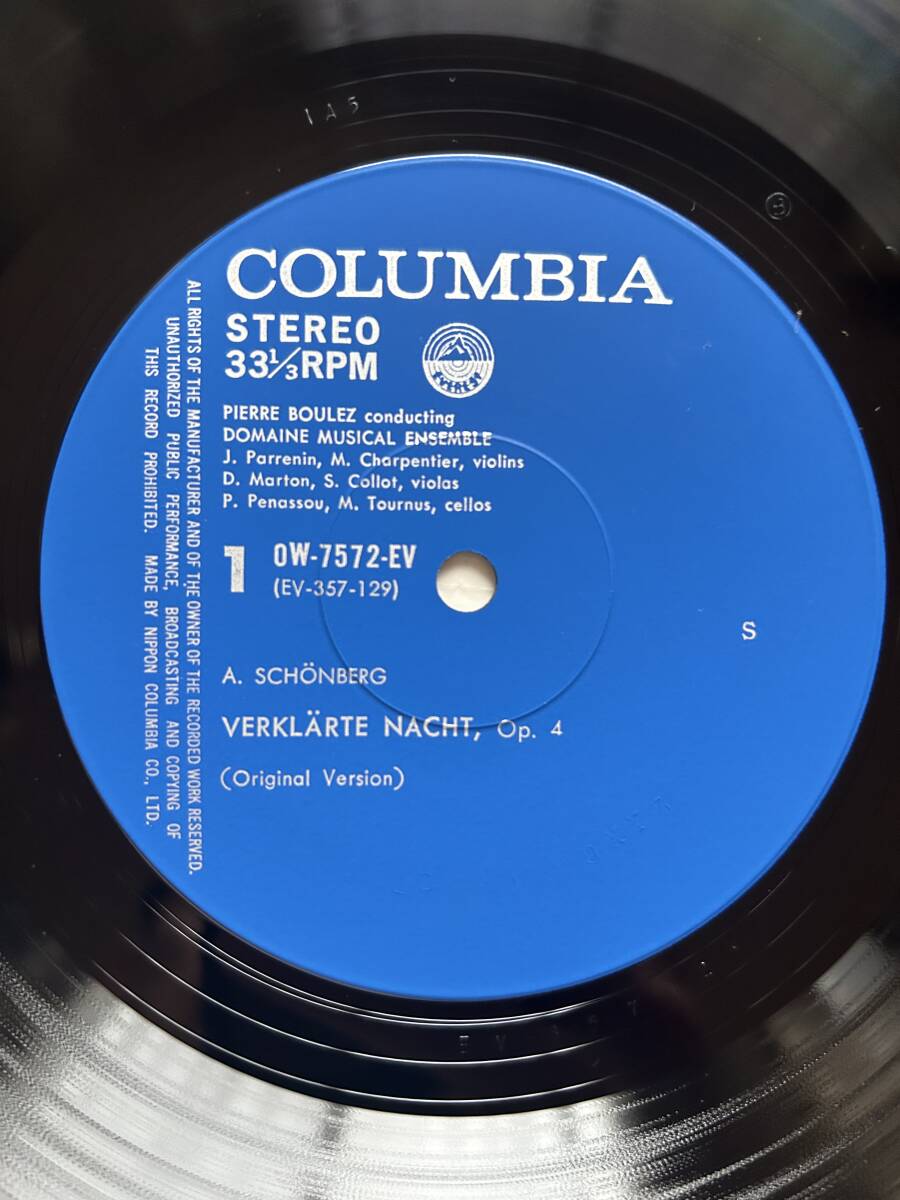 1 A 5
COLUMBIA
STEREO
33⅓RPM
PIERRE BOULEZ conducting
DOMAINE MUSICAL ENSEMBLE
J. Parrenin, M. Charpentier, violins
D. Marton, S. Collot, violas
P. Penassou, M. Tournus, cellos
1
OW-7572-EV
(EV-357-129)
S
A. SCHÖNBERG
VERKLÄRTE NACHT, Op. 4
(Original Version)
ALL RIGHTS OF THE MANUFACTURER AND OF THE OWNER OF THE RECORDED WORK RESERVED.
UNAUTHORIZED PUBLIC PERFORMANCE, BROADCASTING AND COPYING OF
THIS RECORD PROHIBITED. MADE BY NIPPON COLUMBIA CO., LTD.